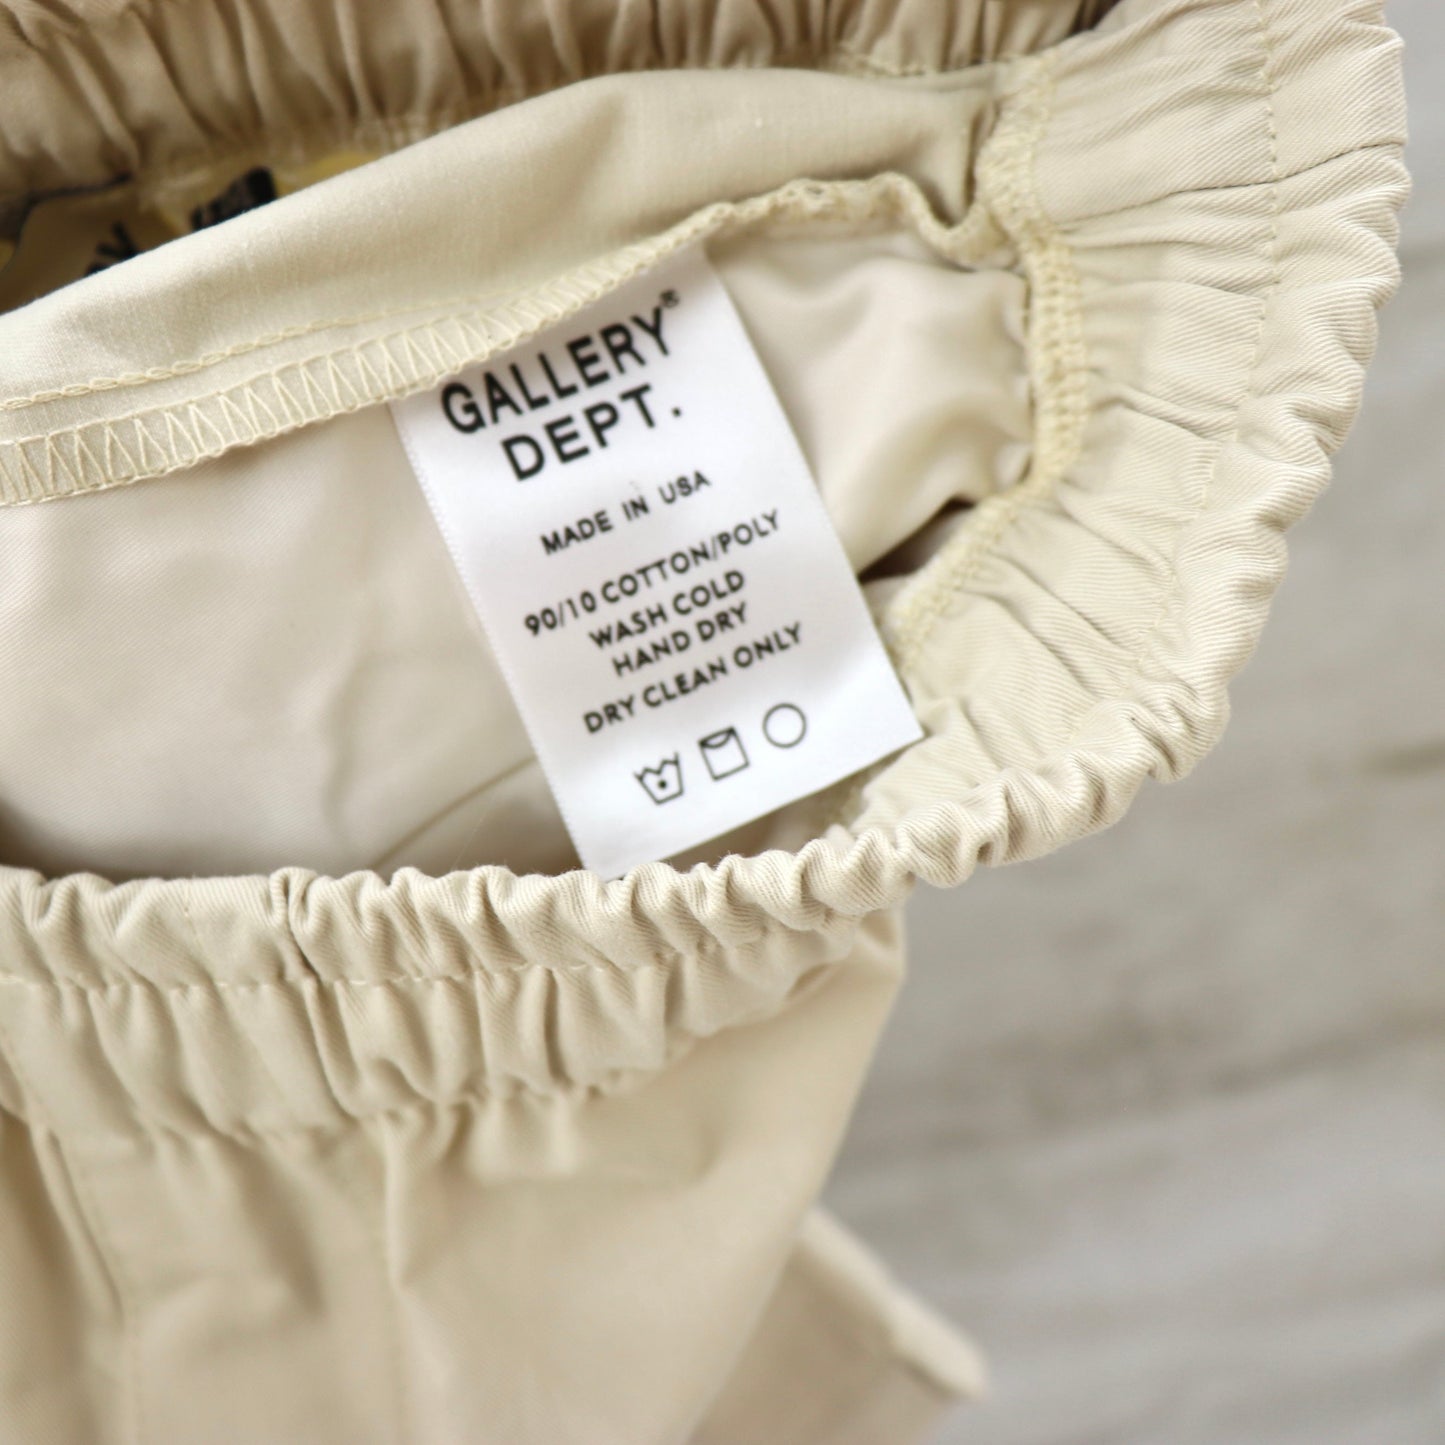 GALLERY®
DEPT.
MADE IN USA
90/10 COTTON/POLY
WASH COLD
HAND DRY
DRY CLEAN ONLY